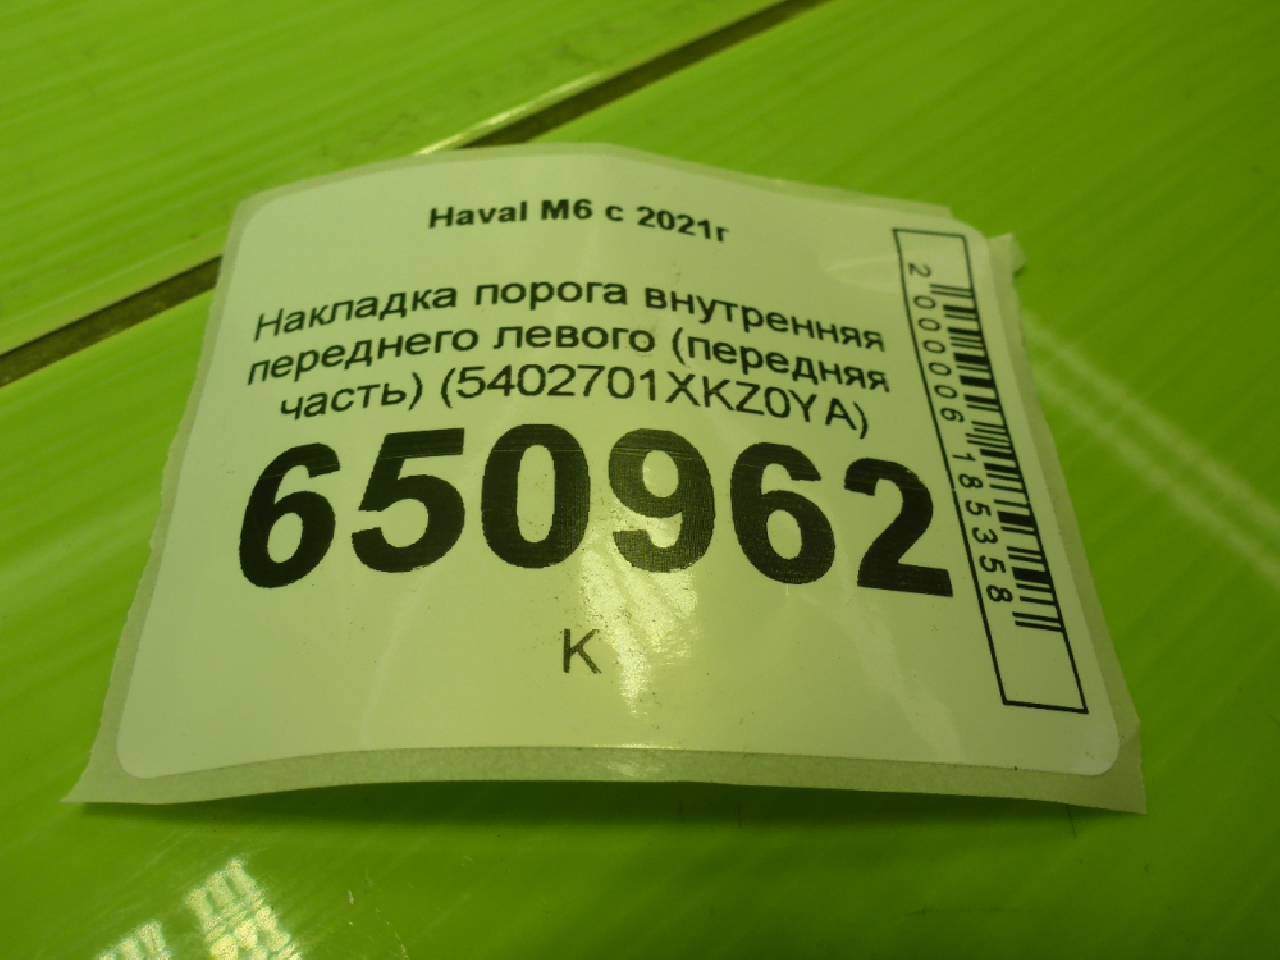 Haval M6 с 2021г
Накладка порога внутренняя
переднего левого (передняя
часть) (5402701XKZ0YA)
650962
К
2000006185358